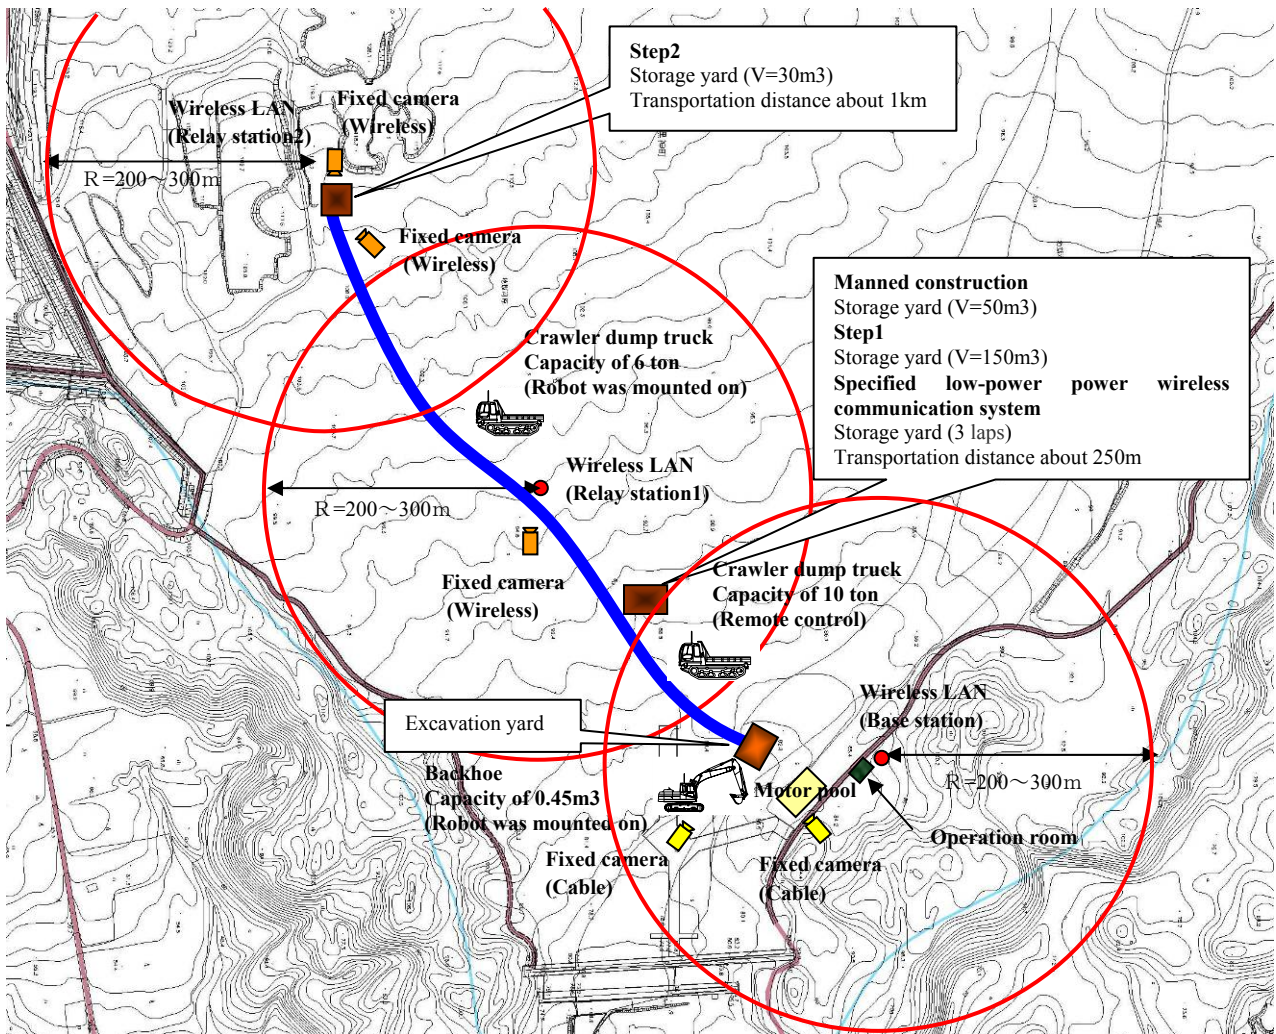 Step2
Storage yard (V=30m3)
Transportation distance about 1km
Wireless LAN
(Relay station2)
Fixed camera
(Wireless)
R=200～300m
Fixed camera
(Wireless)
Manned construction
Storage yard (V=50m3)
Step1
Storage yard (V=150m3)
Specified low-power power wireless
communication system
Storage yard (3 laps)
Transportation distance about 250m
Crawler dump truck
Capacity of 6 ton
(Robot was mounted on)
Wireless LAN
(Relay station1)
R=200～300m
Fixed camera
(Wireless)
Crawler dump truck
Capacity of 10 ton
(Remote control)
Wireless LAN
(Base station)
Excavation yard
R=200～300m
Backhoe
Capacity of 0.45m3
(Robot was mounted on)
Motor pool
Operation room
Fixed camera
(Cable)
Fixed camera
(Cable)